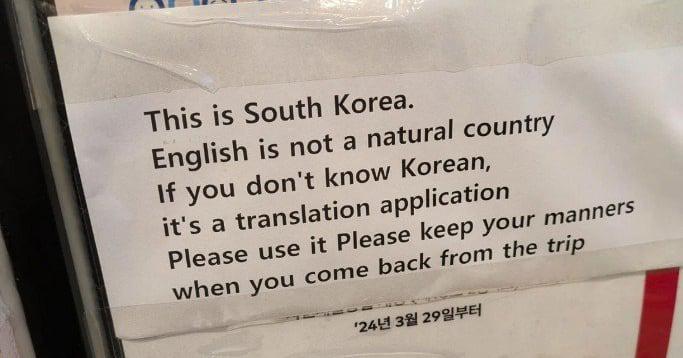 This is South Korea.
English is not a natural country
If you don't know Korean,
it's a translation application
Please use it Please keep your manners
when you come back from the trip
'24년 3월 29일부터